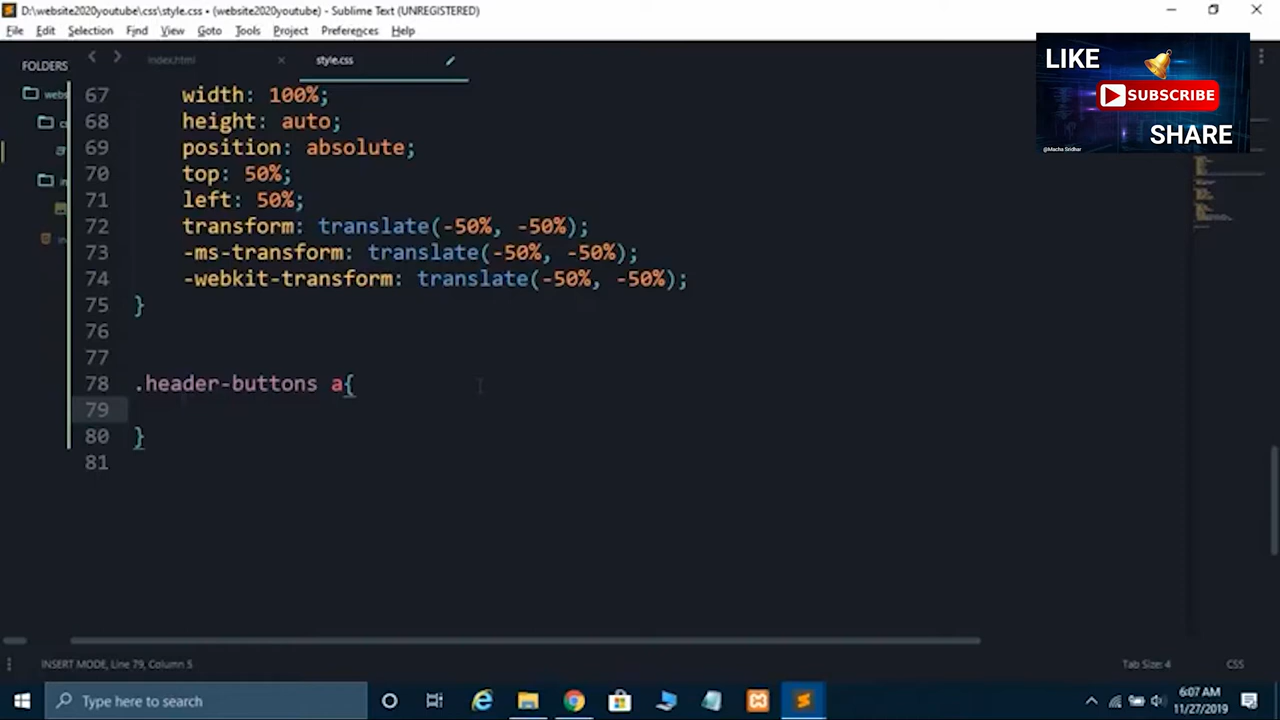 D:\website2020youtube\css\style.css • (website2020youtube) - Sublime Text (UNREGISTERED)
File Edit Selection Find View Goto Tools Project Preferences Help
FOLDERS
index.html
style.css
LIKE
SUBSCRIBE
SHARE
@Macha Sridhar
67 width: 100%;
68 height: auto;
69 position: absolute;
70 top: 50%;
71 left: 50%;
72 transform: translate(-50%, -50%);
73 -ms-transform: translate(-50%, -50%);
74 -webkit-transform: translate(-50%, -50%);
75 }
76
77
78 .header-buttons a{
79
80 }
81
INSERT MODE, Line 79, Column 5
Tab Size: 4
CSS
Type here to search
6:07 AM
11/27/2019